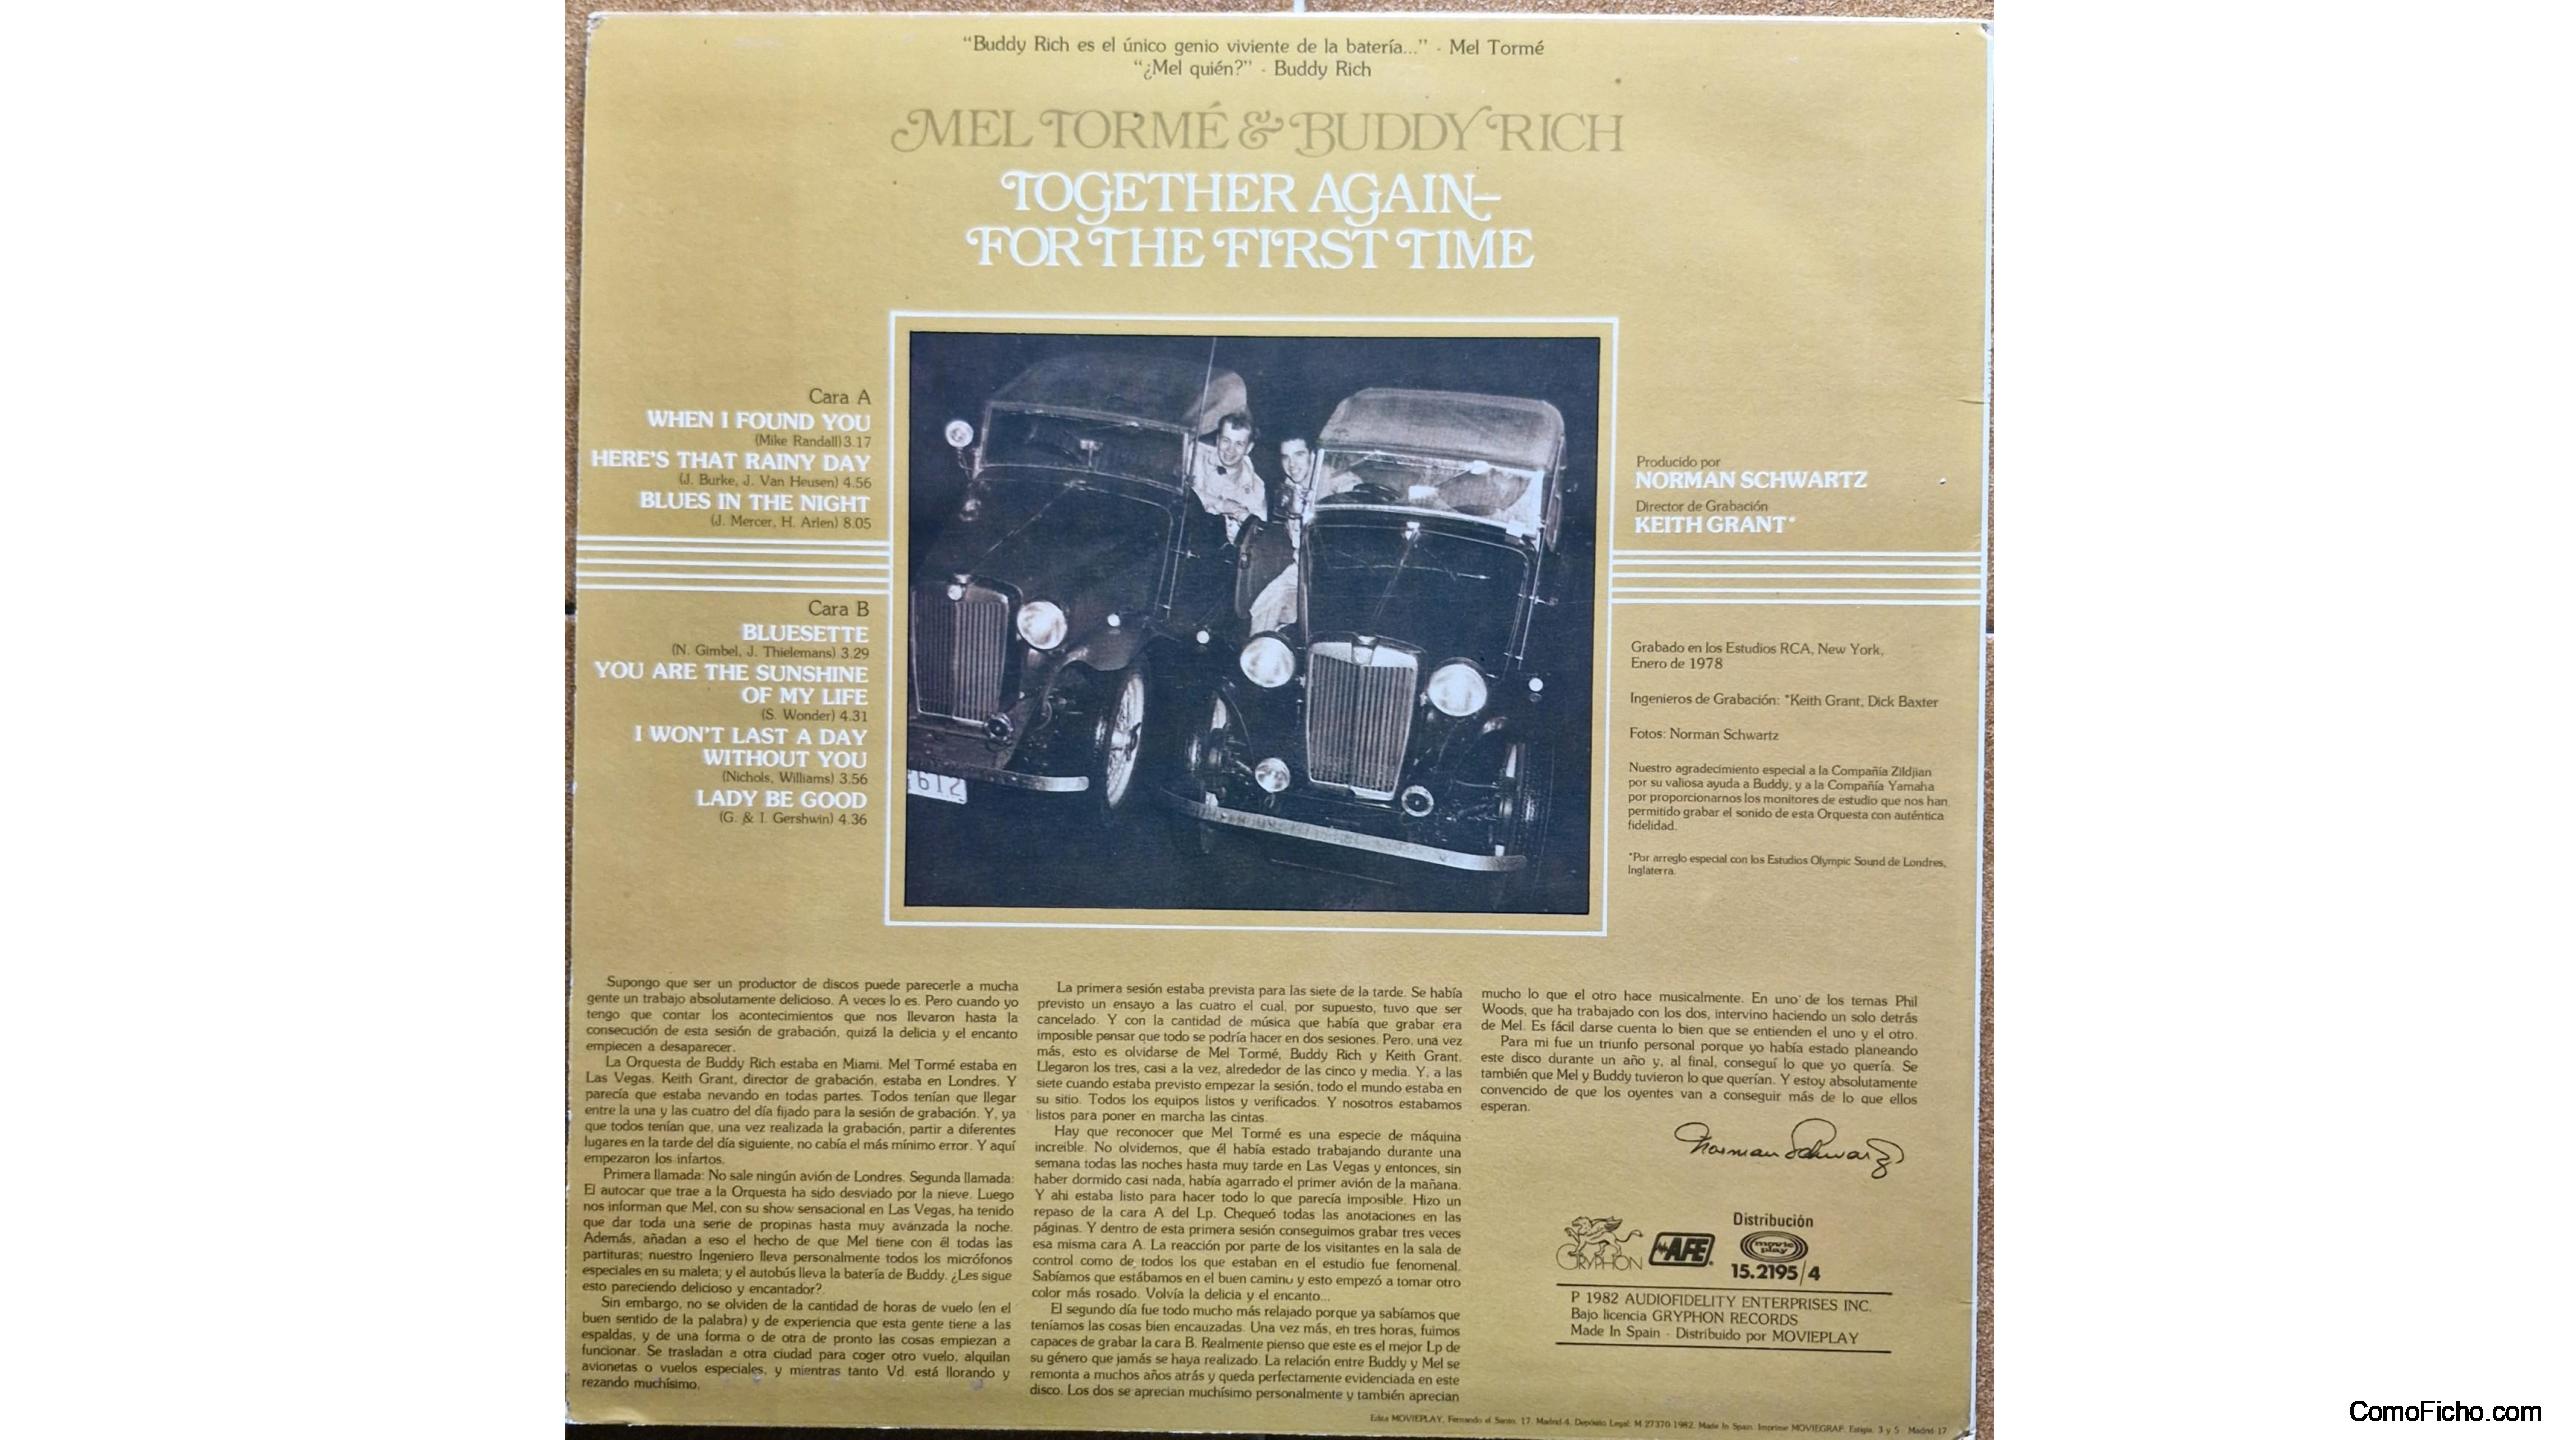 “Buddy Rich es el único genio viviente de la batería...” - Mel Tormé
“¿Mel quién?” - Buddy Rich
MEL TORMÉ & BUDDY RICH
TOGETHER AGAIN–
FOR THE FIRST TIME
Cara A
WHEN I FOUND YOU
(Mike Randall) 3.17
HERE'S THAT RAINY DAY
(J. Burke, J. Van Heusen) 4.56
BLUES IN THE NIGHT
(J. Mercer, H. Arlen) 8.05
Cara B
BLUESETTE
(N. Gimbel, J. Thielemans) 3.29
YOU ARE THE SUNSHINE
OF MY LIFE
(S. Wonder) 4.31
I WON'T LAST A DAY
WITHOUT YOU
(Nichols, Williams) 3.56
LADY BE GOOD
(G. & I. Gershwin) 4.36
612
Producido por
NORMAN SCHWARTZ
Director de Grabación
KEITH GRANT*
Grabado en los Estudios RCA, New York,
Enero de 1978
Ingenieros de Grabación: *Keith Grant, Dick Baxter
Fotos: Norman Schwartz
Nuestro agradecimiento especial a la Compañía Zildjian
por su valiosa ayuda a Buddy, y a la Compañía Yamaha
por proporcionarnos los monitores de estudio que nos han
permitido grabar el sonido de esta Orquesta con auténtica
fidelidad.
*Por arreglo especial con los Estudios Olympic Sound de Londres,
Inglaterra.
Supongo que ser un productor de discos puede parecerle a mucha
gente un trabajo absolutamente delicioso. A veces lo es. Pero cuando yo
tengo que contar los acontecimientos que nos llevaron hasta la
consecución de esta sesión de grabación, quizá la delicia y el encanto
empiecen a desaparecer.
La Orquesta de Buddy Rich estaba en Miami. Mel Tormé estaba en
Las Vegas. Keith Grant, director de grabación, estaba en Londres. Y
parecía que estaba nevando en todas partes. Todos tenían que llegar
entre la una y las cuatro del día fijado para la sesión de grabación. Y, ya
que todos tenían que, una vez realizada la grabación, partir a diferentes
lugares en la tarde del día siguiente, no cabía el más mínimo error. Y aquí
empezaron los infartos.
Primera llamada: No sale ningún avión de Londres. Segunda llamada:
El autocar que trae a la Orquesta ha sido desviado por la nieve. Luego
nos informan que Mel, con su show sensacional en Las Vegas, ha tenido
que dar toda una serie de propinas hasta muy avanzada la noche.
Además, añadan a eso el hecho de que Mel tiene con él todas las
partituras; nuestro Ingeniero lleva personalmente todos los micrófonos
especiales en su maleta; y el autobús lleva la batería de Buddy. ¿Les sigue
esto pareciendo delicioso y encantador?
Sin embargo, no se olviden de la cantidad de horas de vuelo (en el
buen sentido de la palabra) y de experiencia que esta gente tiene a las
espaldas, y de una forma o de otra de pronto las cosas empiezan a
funcionar. Se trasladan a otra ciudad para coger otro vuelo, alquilan
avionetas o vuelos especiales, y mientras tanto Vd. está llorando y
rezando muchísimo.
La primera sesión estaba prevista para las siete de la tarde. Se había
previsto un ensayo a las cuatro el cual, por supuesto, tuvo que ser
cancelado. Y con la cantidad de música que había que grabar era
imposible pensar que todo se podría hacer en dos sesiones. Pero, una vez
más, esto es olvidarse de Mel Tormé, Buddy Rich y Keith Grant.
Llegaron los tres, casi a la vez, alrededor de las cinco y media. Y, a las
siete cuando estaba previsto empezar la sesión, todo el mundo estaba en
su sitio. Todos los equipos listos y verificados. Y nosotros estabamos
listos para poner en marcha las cintas.
Hay que reconocer que Mel Tormé es una especie de máquina
increible. No olvidemos, que él había estado trabajando durante una
semana todas las noches hasta muy tarde en Las Vegas y entonces, sin
haber dormido casi nada, había agarrado el primer avión de la mañana.
Y ahi estaba listo para hacer todo lo que parecía imposible. Hizo un
repaso de la cara A del Lp. Chequeó todas las anotaciones en las
páginas. Y dentro de esta primera sesión conseguimos grabar tres veces
esa misma cara A. La reacción por parte de los visitantes en la sala de
control como de todos los que estaban en el estudio fue fenomenal.
Sabíamos que estábamos en el buen camino y esto empezó a tomar otro
color más rosado. Volvía la delicia y el encanto...
El segundo día fue todo mucho más relajado porque ya sabíamos que
teníamos las cosas bien encauzadas. Una vez más, en tres horas, fuimos
capaces de grabar la cara B. Realmente pienso que este es el mejor Lp de
su género que jamás se haya realizado. La relación entre Buddy y Mel se
remonta a muchos años atrás y queda perfectamente evidenciada en este
disco. Los dos se aprecian muchísimo personalmente y también aprecian
mucho lo que el otro hace musicalmente. En uno de los temas Phil
Woods, que ha trabajado con los dos, intervino haciendo un solo detrás
de Mel. Es fácil darse cuenta lo bien que se entienden el uno y el otro.
Para mi fue un triunfo personal porque yo había estado planeando
este disco durante un año y, al final, conseguí lo que yo quería. Se
también que Mel y Buddy tuvieron lo que querían. Y estoy absolutamente
convencido de que los oyentes van a conseguir más de lo que ellos
esperan.
Norman Schwartz
Distribución
GRYPHON AFE movie play
15.2195/4
P 1982 AUDIOFIDELITY ENTERPRISES INC.
Bajo licencia GRYPHON RECORDS
Made In Spain - Distribuido por MOVIEPLAY
Edita MOVIEPLAY, Fernando el Santo, 17. Madrid-4. Depósito Legal: M 27370-1982. Made In Spain. Imprime MOVIEGRAF. Estigia, 3 y 5 Madrid-17
ComoFicho.com